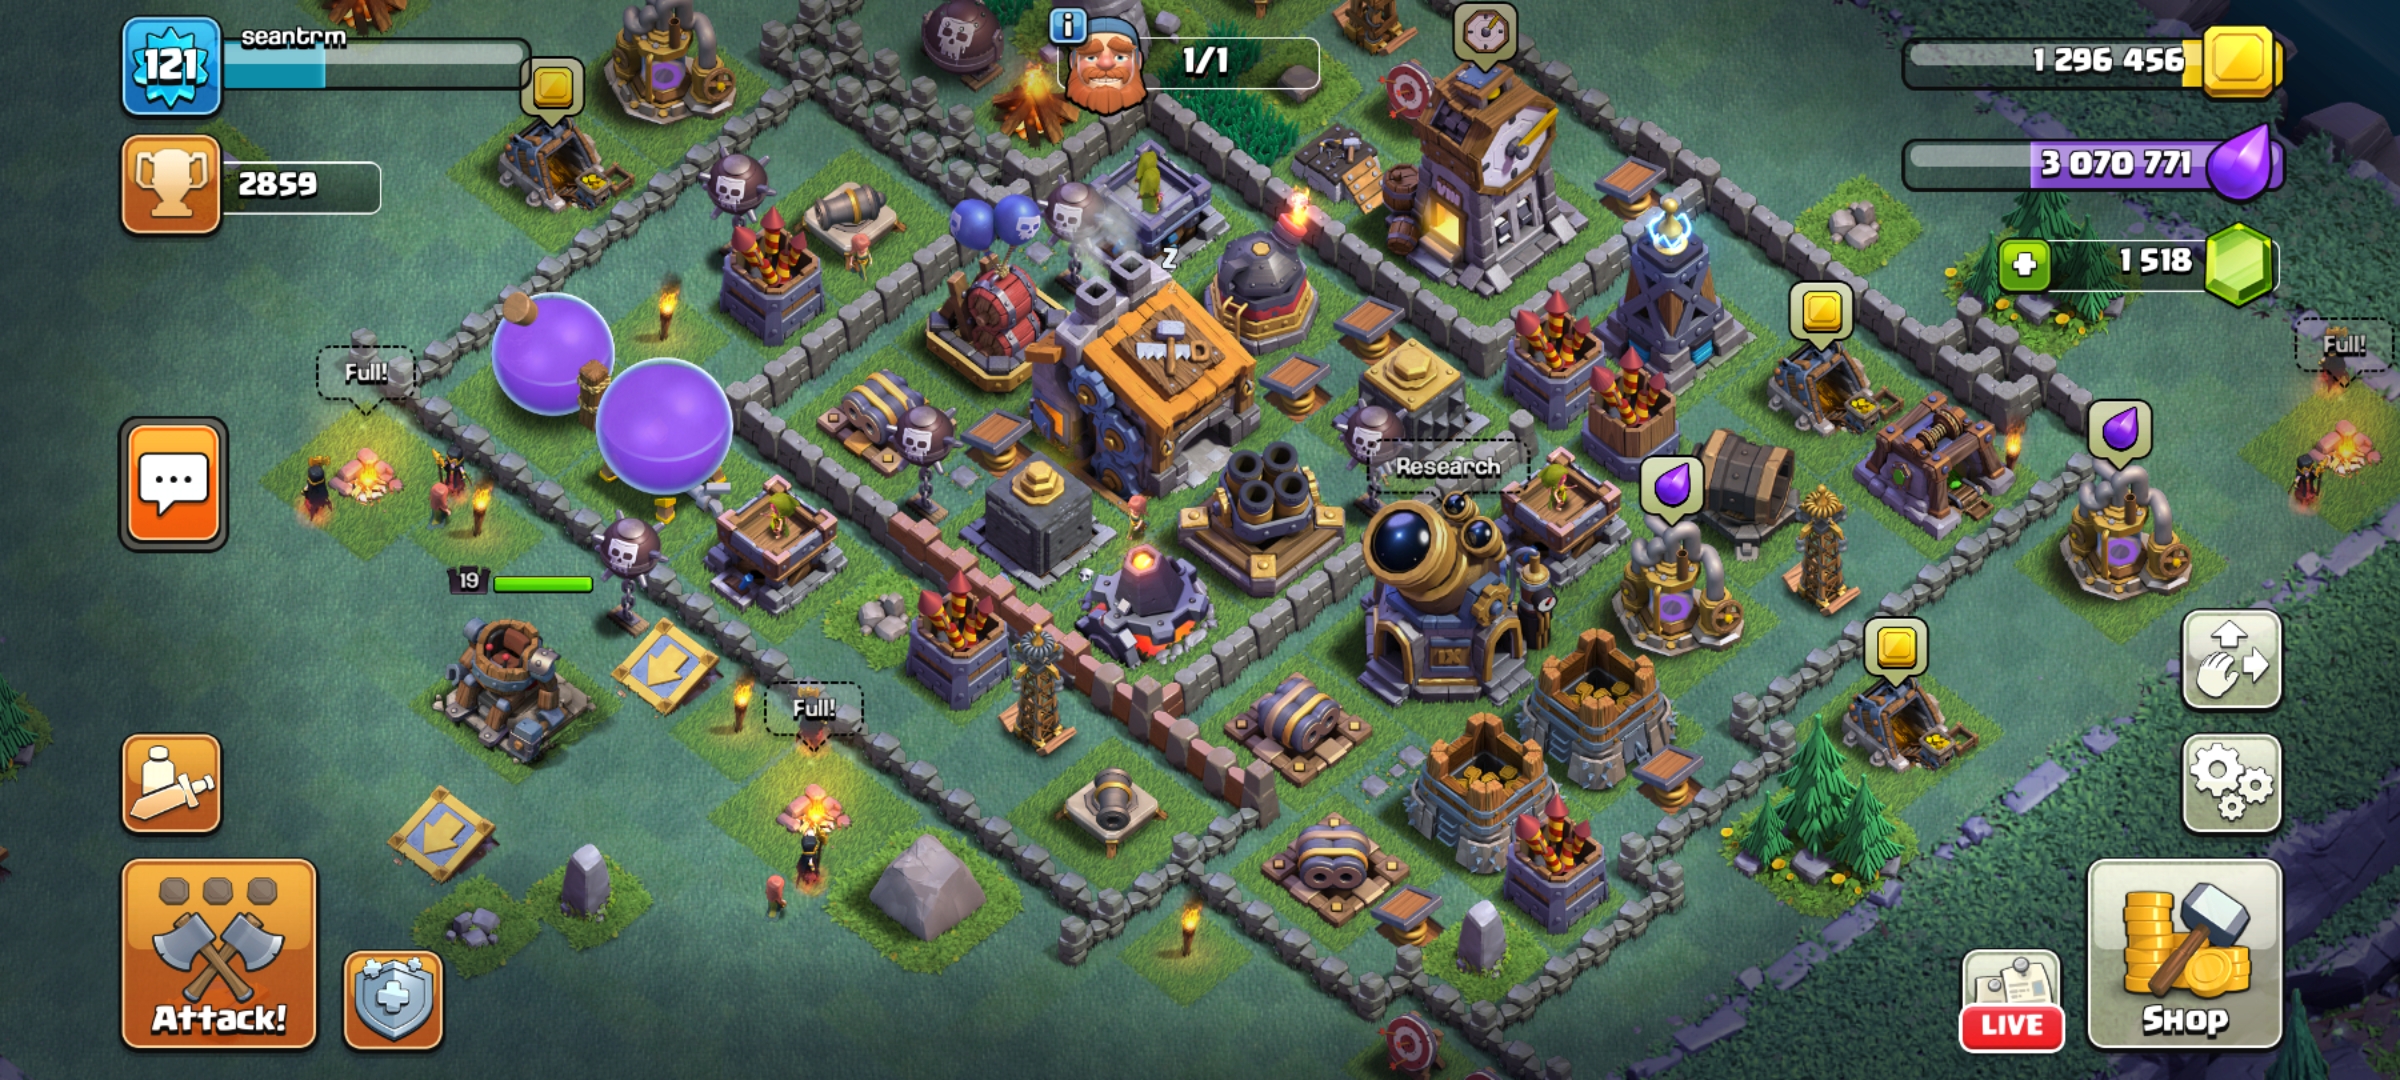 121
seantrm
1/1
1 296 456
2859
3 070 771
1 518
Z
VIII
Full!
Full!
Research
19
IX
Full!
Attack!
LIVE
Shop